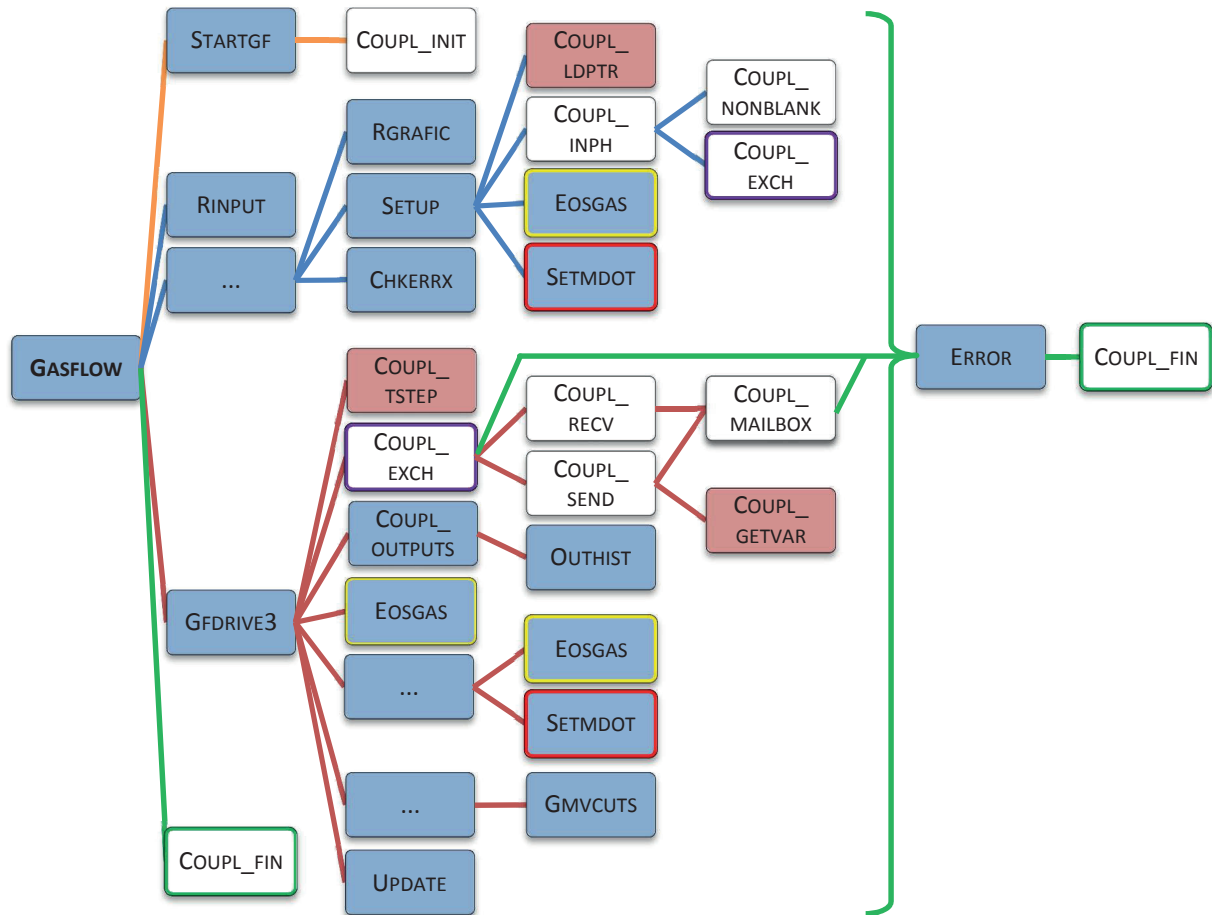 STARTGF
COUPL_INIT
COUPL_
LDPTR
COUPL_
NONBLANK
RGRAFIC
COUPL_
INPH
COUPL_
EXCH
RINPUT
SETUP
EOSGAS
...
CHKERRX
SETMDOT
GASFLOW
COUPL_
TSTEP
COUPL_
RECV
COUPL_
MAILBOX
ERROR
COUPL_FIN
COUPL_
EXCH
COUPL_
SEND
COUPL_
GETVAR
COUPL_
OUTPUTS
OUTHIST
GFDRIVE3
EOSGAS
EOSGAS
...
SETMDOT
...
GMVCUTS
COUPL_FIN
UPDATE